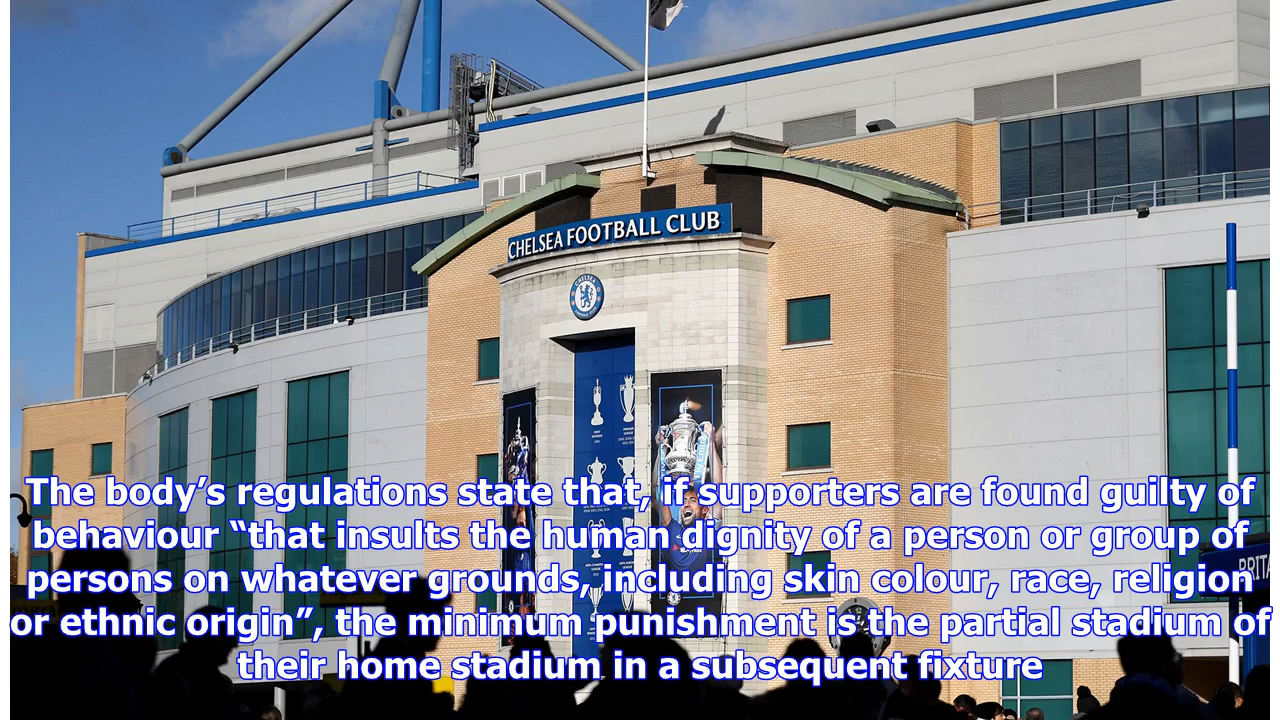 CHELSEA FOOTBALL CLUB
The body’s regulations state that, if supporters are found guilty of
behaviour “that insults the human dignity of a person or group of
persons on whatever grounds, including skin colour, race, religion
or ethnic origin”, the minimum punishment is the partial stadium of
their home stadium in a subsequent fixture